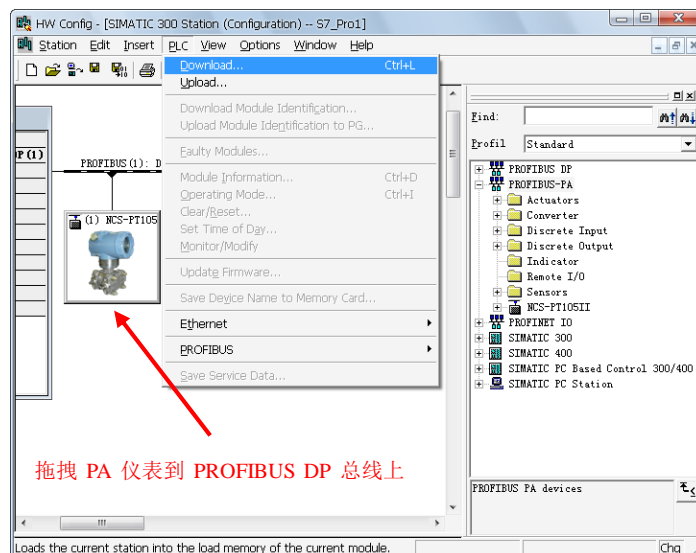 HW Config - [SIMATIC 300 Station (Configuration) -- S7_Pro1]
Station Edit Insert PLC View Options Window Help
Download... Ctrl+L
Upload...
Download Module Identification...
Upload Module Identification to PG...
Faulty Modules...
Module Information... Ctrl+D
Operating Mode... Ctrl+I
Clear/Reset...
Set Time of Day...
Monitor/Modify
Update Firmware...
Save Device Name to Memory Card...
Ethernet
PROFIBUS
Save Service Data...
DP (1)
PROFIBUS(1): D
(1) NCS-PT105
拖拽 PA 仪表到 PROFIBUS DP 总线上
Find:
Profil Standard
PROFIBUS DP
PROFIBUS-PA
Actuators
Converter
Discrete Input
Discrete Output
Indicator
Remote I/O
Sensors
NCS-PT105II
PROFINET IO
SIMATIC 300
SIMATIC 400
SIMATIC PC Based Control 300/400
SIMATIC PC Station
PROFIBUS PA devices
Loads the current station into the load memory of the current module.
Chg